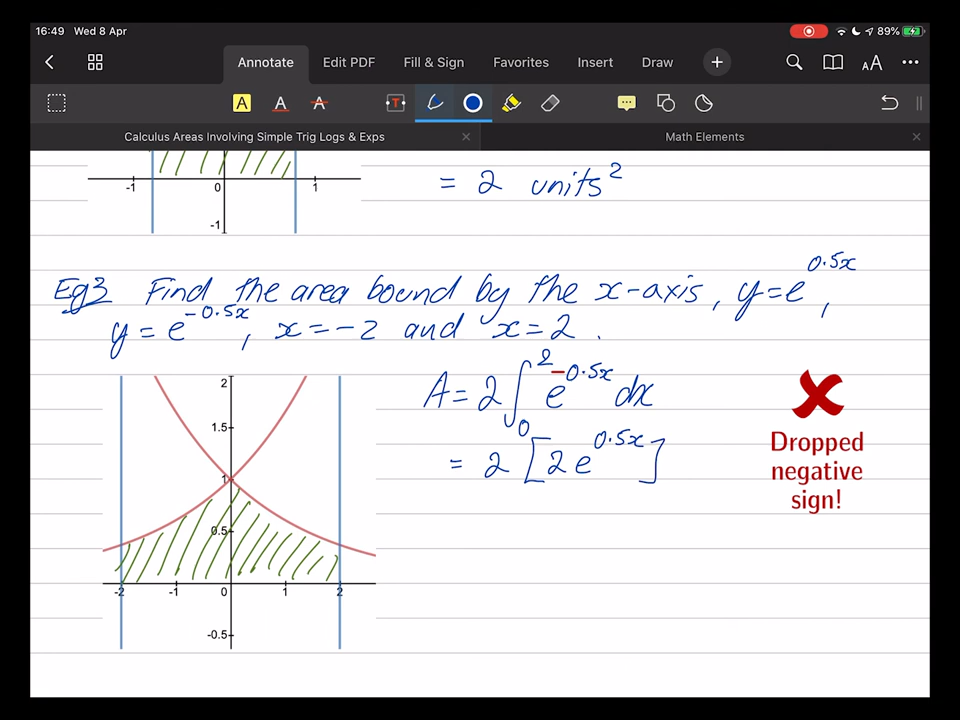 16:49 Wed 8 Apr 89%
Annotate Edit PDF Fill & Sign Favorites Insert Draw + AA
A A A T
Calculus Areas Involving Simple Trig Logs & Exps × Math Elements ×
-1 0 1
-1
= 2 units²
Eg3 Find the area bound by the x-axis, y=e^0.5x,
y = e^-0.5x, x=-2 and x=2.
2
1.5
1
0.5
-2 -1 0 1 2
-0.5
A = 2∫₀² e^-0.5x dx
= 2 [2e^0.5x]
Dropped
negative
sign!